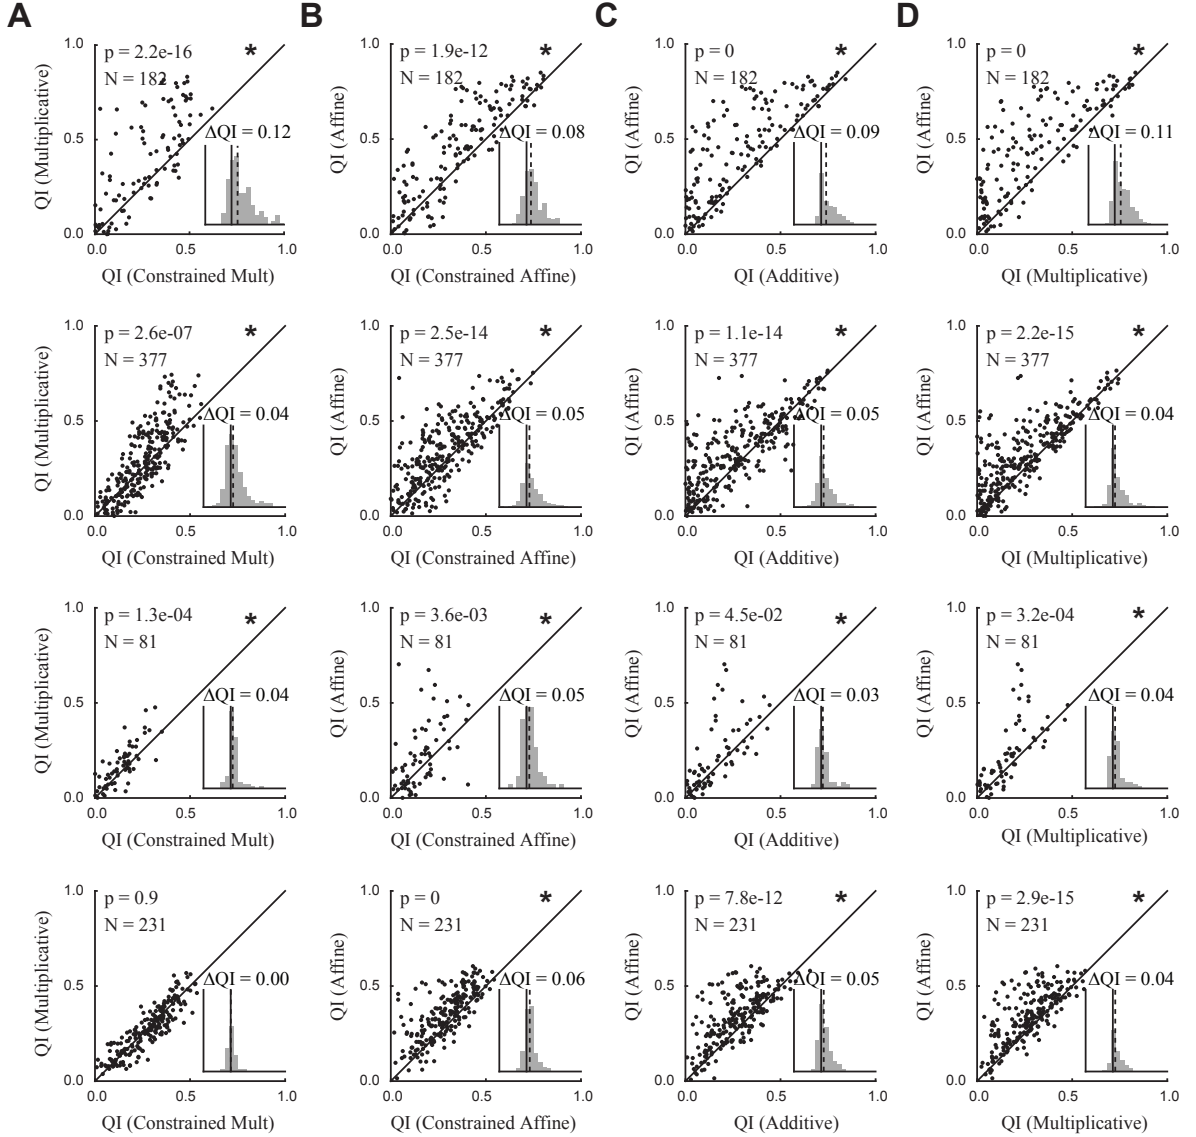 A B C D
1.0 p = 2.2e-16 *
N = 182
0.5 ΔQI = 0.12
0.0
0.0 0.5 1.0
QI (Multiplicative)
QI (Constrained Mult)
1.0 p = 1.9e-12 *
N = 182
0.5 ΔQI = 0.08
0.0
0.0 0.5 1.0
QI (Affine)
QI (Constrained Affine)
1.0 p = 0 *
N = 182
0.5 ΔQI = 0.09
0.0
0.0 0.5 1.0
QI (Affine)
QI (Additive)
1.0 p = 0 *
N = 182
0.5 ΔQI = 0.11
0.0
0.0 0.5 1.0
QI (Affine)
QI (Multiplicative)
1.0 p = 2.6e-07 *
N = 377
0.5 ΔQI = 0.04
0.0
0.0 0.5 1.0
QI (Multiplicative)
QI (Constrained Mult)
1.0 p = 2.5e-14 *
N = 377
0.5 ΔQI = 0.05
0.0
0.0 0.5 1.0
QI (Affine)
QI (Constrained Affine)
1.0 p = 1.1e-14 *
N = 377
0.5 ΔQI = 0.05
0.0
0.0 0.5 1.0
QI (Affine)
QI (Additive)
1.0 p = 2.2e-15 *
N = 377
0.5 ΔQI = 0.04
0.0
0.0 0.5 1.0
QI (Affine)
QI (Multiplicative)
1.0 p = 1.3e-04 *
N = 81
0.5 ΔQI = 0.04
0.0
0.0 0.5 1.0
QI (Multiplicative)
QI (Constrained Mult)
1.0 p = 3.6e-03 *
N = 81
0.5 ΔQI = 0.05
0.0
0.0 0.5 1.0
QI (Affine)
QI (Constrained Affine)
1.0 p = 4.5e-02 *
N = 81
0.5 ΔQI = 0.03
0.0
0.0 0.5 1.0
QI (Affine)
QI (Additive)
1.0 p = 3.2e-04 *
N = 81
0.5 ΔQI = 0.04
0.0
0.0 0.5 1.0
QI (Affine)
QI (Multiplicative)
1.0 p = 0.9
N = 231
0.5 ΔQI = 0.00
0.0
0.0 0.5 1.0
QI (Multiplicative)
QI (Constrained Mult)
1.0 p = 0 *
N = 231
0.5 ΔQI = 0.06
0.0
0.0 0.5 1.0
QI (Affine)
QI (Constrained Affine)
1.0 p = 7.8e-12 *
N = 231
0.5 ΔQI = 0.05
0.0
0.0 0.5 1.0
QI (Affine)
QI (Additive)
1.0 p = 2.9e-15 *
N = 231
0.5 ΔQI = 0.04
0.0
0.0 0.5 1.0
QI (Affine)
QI (Multiplicative)